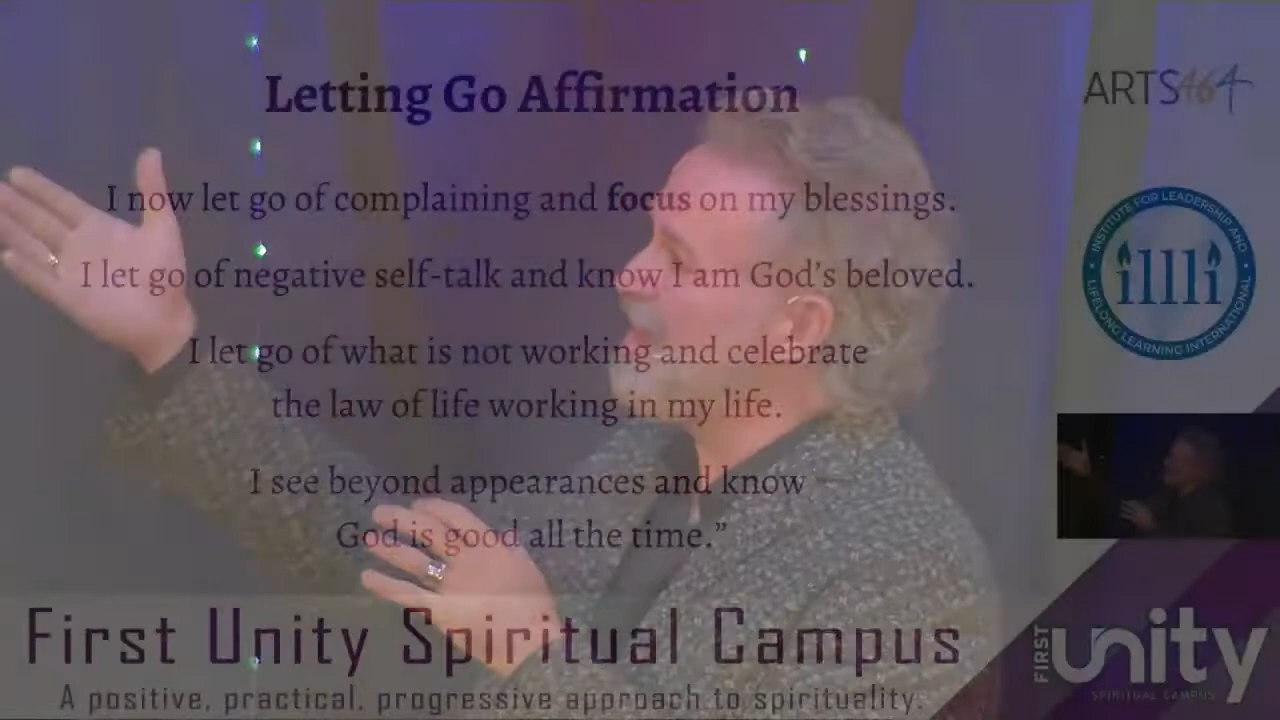 Letting Go Affirmation
ARTS464
I now let go of complaining and focus on my blessings.
I let go of negative self-talk and know I am God's beloved.
I let go of what is not working and celebrate
the law of life working in my life.
I see beyond appearances and know
God is good all the time.”
INSTITUTE FOR LEADERSHIP AND
illli
LIFELONG LEARNING INTERNATIONAL
First Unity Spiritual Campus
A positive, practical, progressive approach to spirituality.
FIRST unity
SPIRITUAL CAMPUS